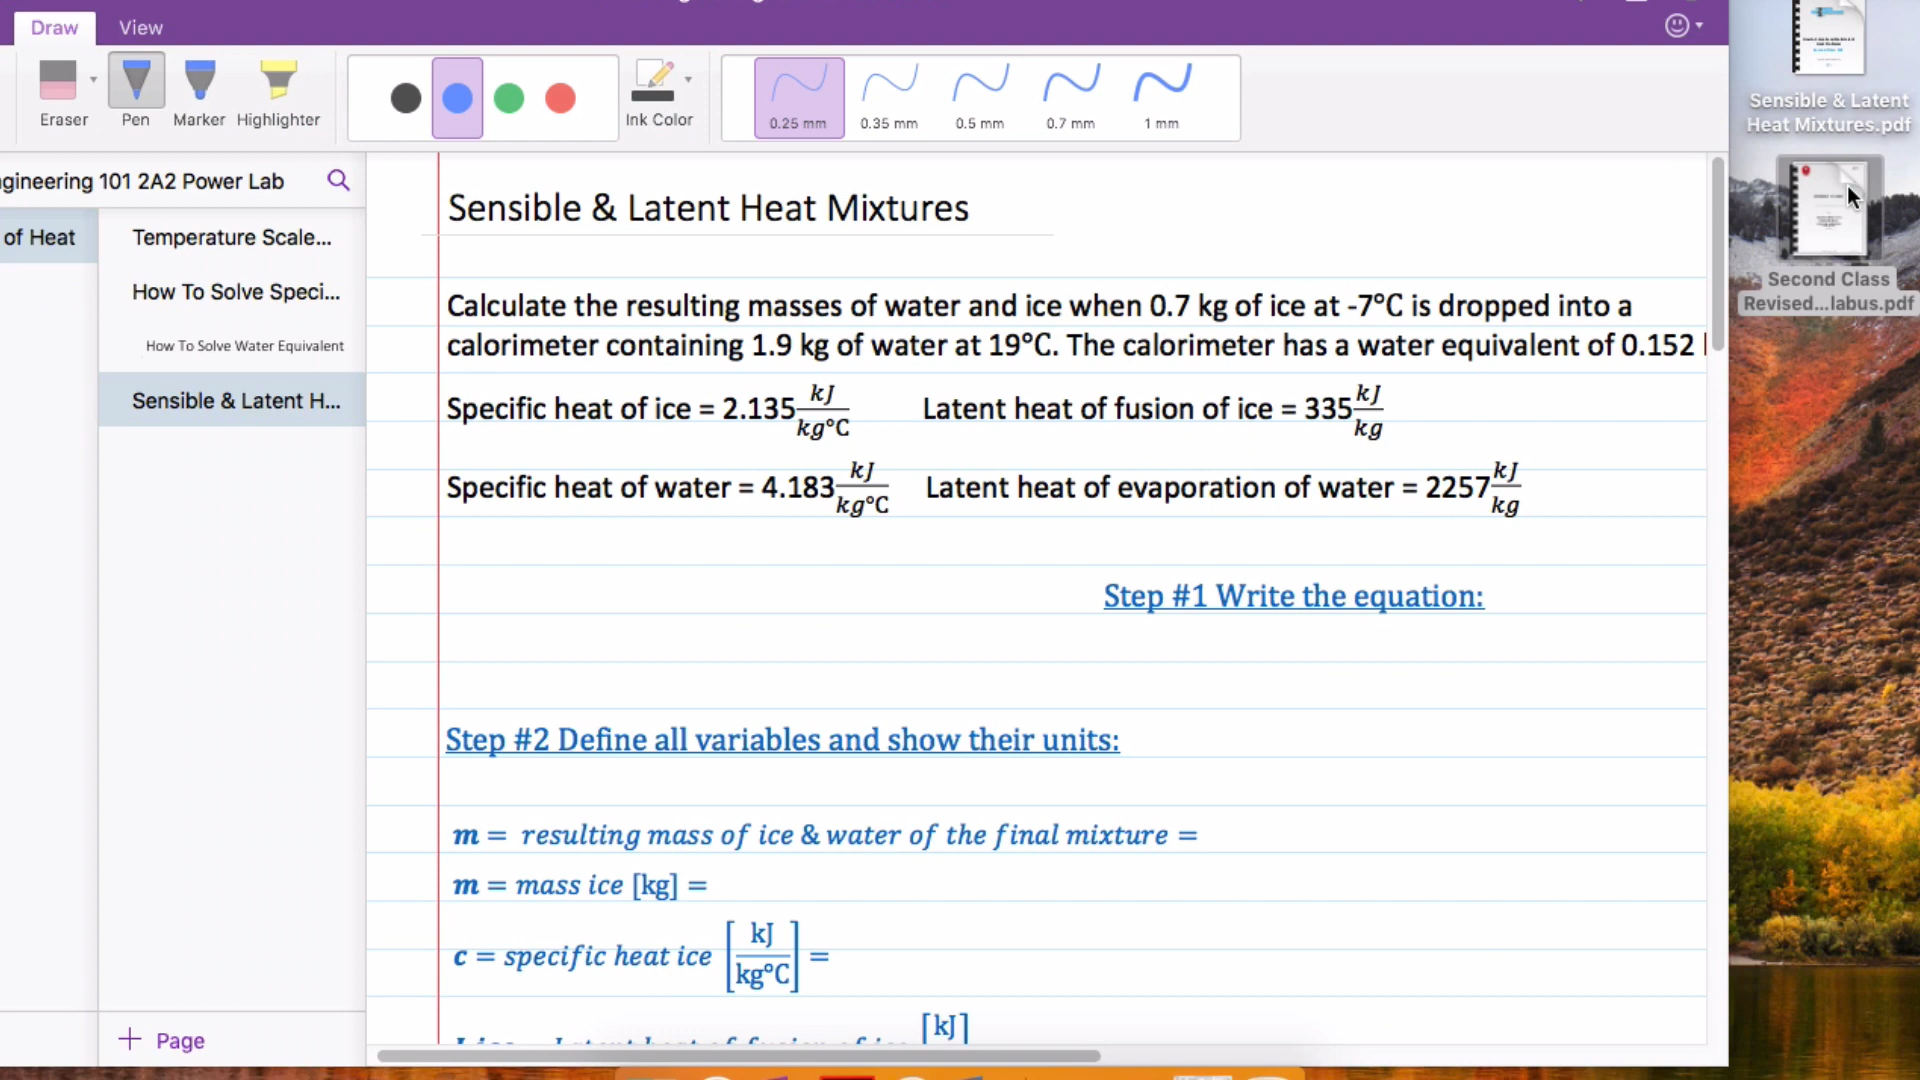 Draw
View
Eraser
Pen
Marker
Highlighter
Ink Color
0.25 mm
0.35 mm
0.5 mm
0.7 mm
1 mm
Sensible & Latent
Heat Mixtures.pdf
Second Class
Revised...labus.pdf
gineering 101 2A2 Power Lab
of Heat
Temperature Scale...
How To Solve Speci...
How To Solve Water Equivalent
Sensible & Latent H...
+ Page
Sensible & Latent Heat Mixtures
Calculate the resulting masses of water and ice when 0.7 kg of ice at -7°C is dropped into a
calorimeter containing 1.9 kg of water at 19°C. The calorimeter has a water equivalent of 0.152
Specific heat of ice = 2.135 kJ/kg°C Latent heat of fusion of ice = 335 kJ/kg
Specific heat of water = 4.183 kJ/kg°C Latent heat of evaporation of water = 2257 kJ/kg
Step #1 Write the equation:
Step #2 Define all variables and show their units:
m = resulting mass of ice & water of the final mixture =
m = mass ice [kg] =
c = specific heat ice [kJ/kg°C] =
[kJ]